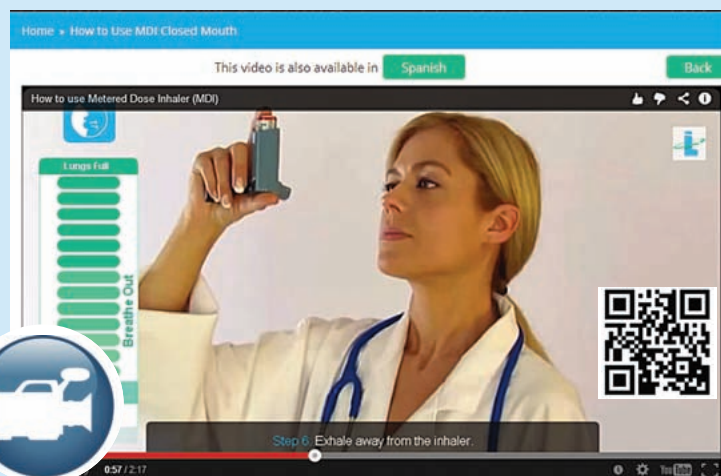 Home » How to Use MDI Closed Mouth
This video is also available in Spanish Back
How to use Metered Dose Inhaler (MDI)
Lungs Full
Breathe Out
Step 6: Exhale away from the inhaler.
0:57 / 2:17
YouTube